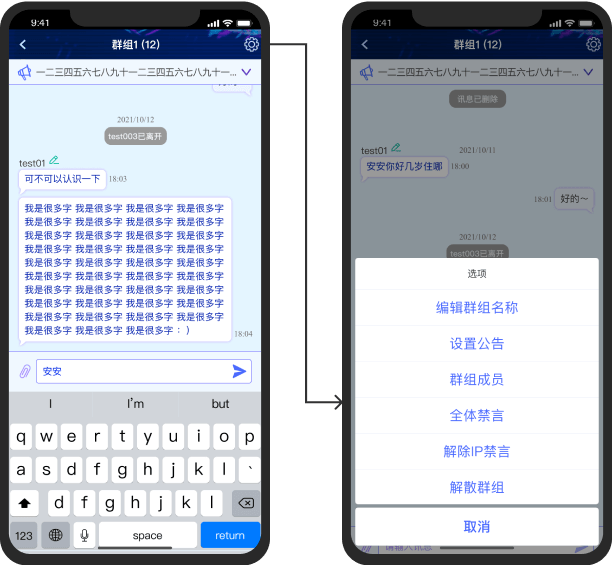 9:41
群组1 (12)
一二三四五六七八九十一二三四五六七八九十一...
2021/10/12
test003已离开
test01
可不可以认识一下
18:03
我是很多字 我是很多字 我是很多字 我是很多字
我是很多字 我是很多字 我是很多字 我是很多字
我是很多字 我是很多字 我是很多字 我是很多字
我是很多字 我是很多字 我是很多字 我是很多字
我是很多字 我是很多字 我是很多字 我是很多字
我是很多字 我是很多字 我是很多字 我是很多字
我是很多字 我是很多字 我是很多字 我是很多字
我是很多字 我是很多字 我是很多字 我是很多字
我是很多字 我是很多字 我是很多字 我是很多字
我是很多字 我是很多字 我是很多字：)
18:04
安安
I I'm but
q w e r t y u i o p
a s d f g h j k l 、
d f g h j k l
123 space return
9:41
群组1 (12)
一二三四五六七八九十一二三四五六七八九十一...
讯息已删除
test01
2021/10/11
安安你好几岁住哪
18:00
18:01
好的～
2021/10/12
test003已离开
选项
编辑群组名称
设置公告
群组成员
全体禁言
解除IP禁言
解散群组
取消
请输入讯息